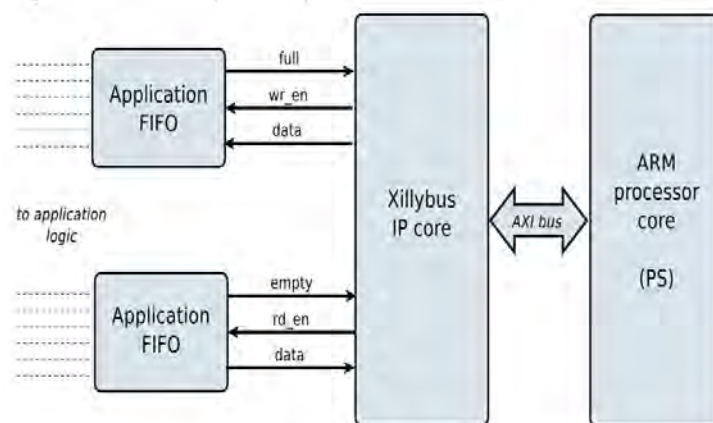 full
Application
FIFO
wr_en
data
Xillybus
IP core
AXI bus
ARM
processor
core
(PS)
to application
logic
empty
Application
FIFO
rd_en
data